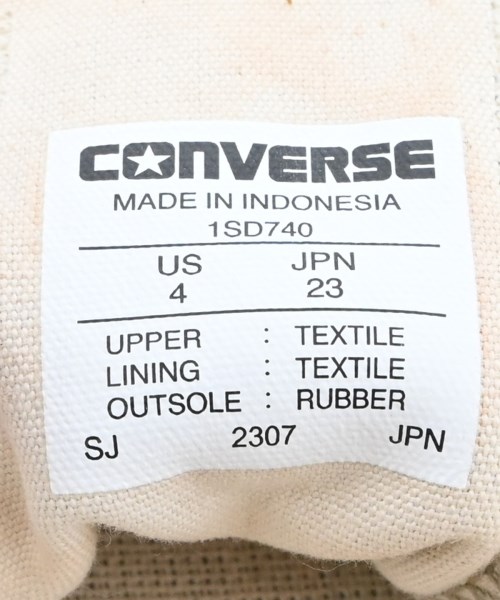 CONVERSE
MADE IN INDONESIA
1SD740
US JPN
4 23
UPPER : TEXTILE
LINING : TEXTILE
OUTSOLE : RUBBER
SJ 2307 JPN